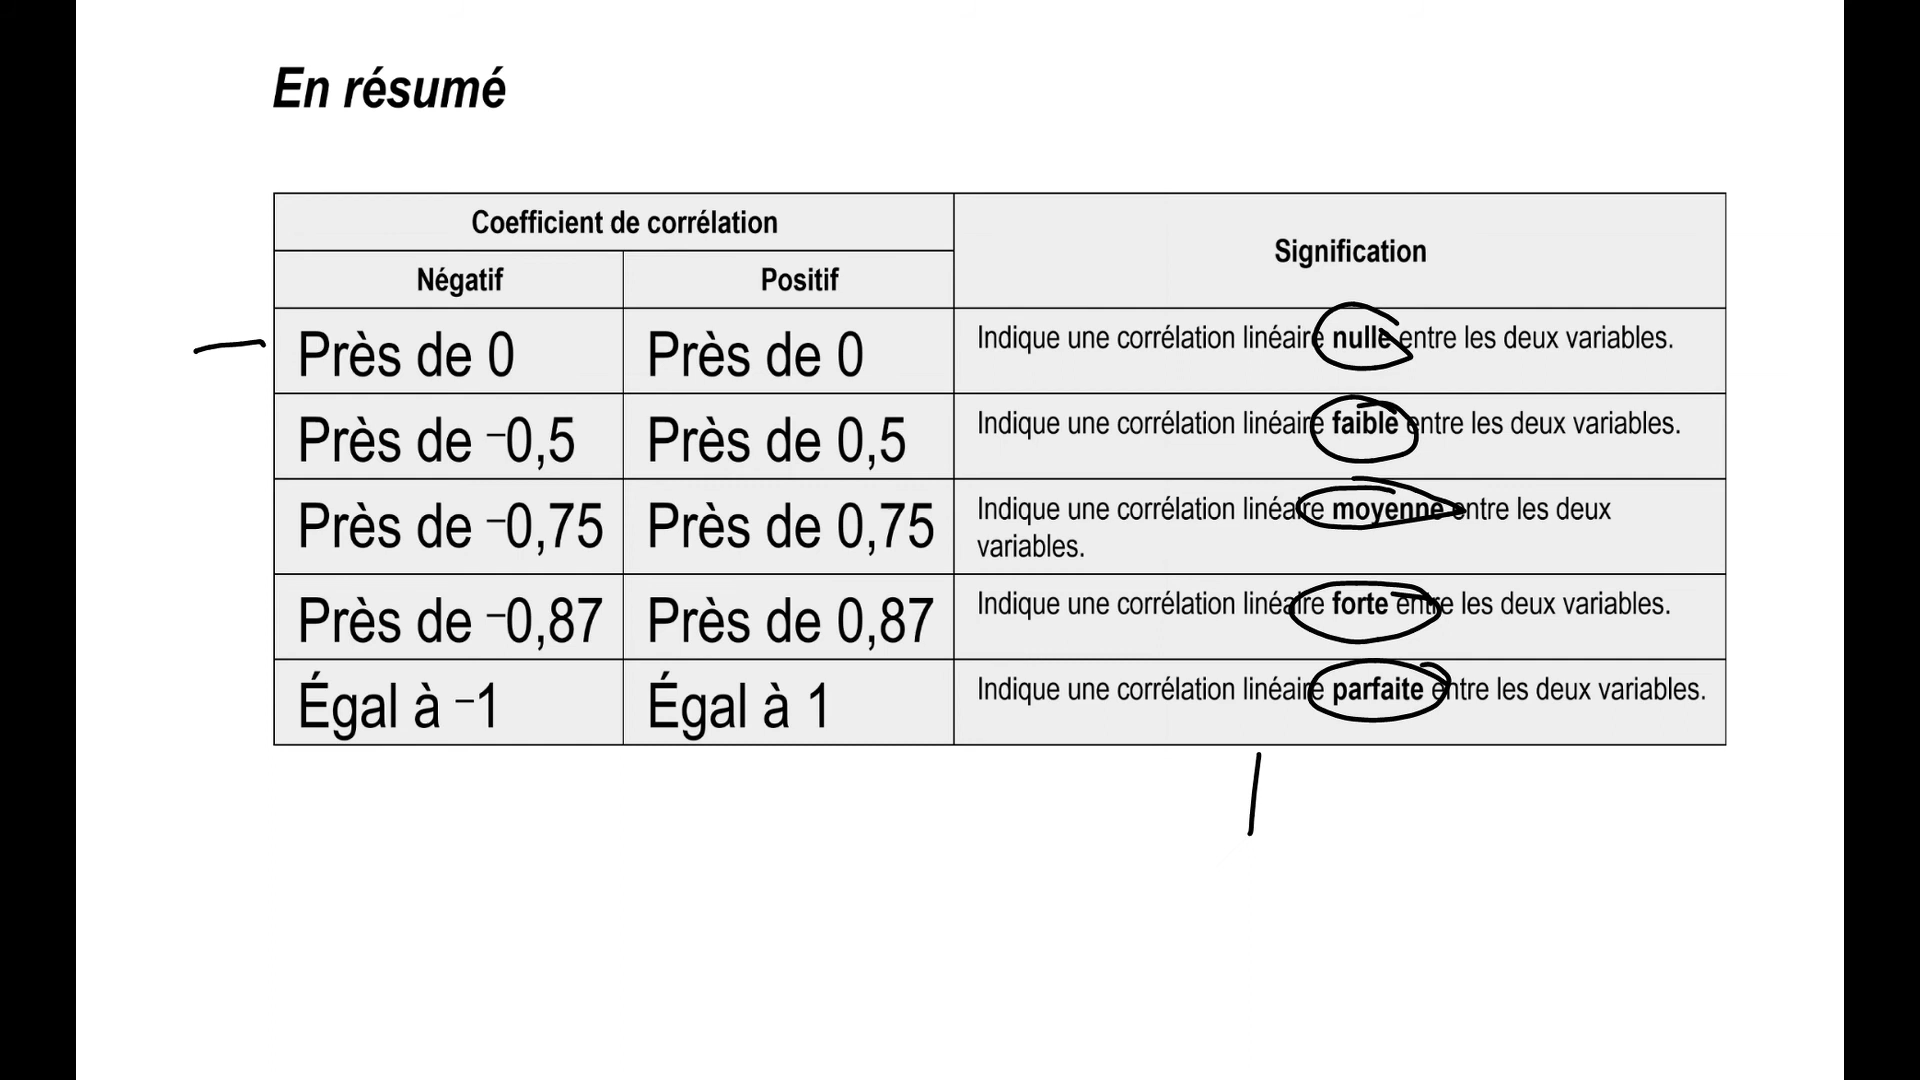 En résumé
Coefficient de corrélation
Signification
Négatif
Positif
Près de 0
Près de 0
Indique une corrélation linéaire nulle entre les deux variables.
Près de –0,5
Près de 0,5
Indique une corrélation linéaire faible entre les deux variables.
Près de –0,75
Près de 0,75
Indique une corrélation linéaire moyenne entre les deux
variables.
Près de –0,87
Près de 0,87
Indique une corrélation linéaire forte entre les deux variables.
Égal à –1
Égal à 1
Indique une corrélation linéaire parfaite entre les deux variables.